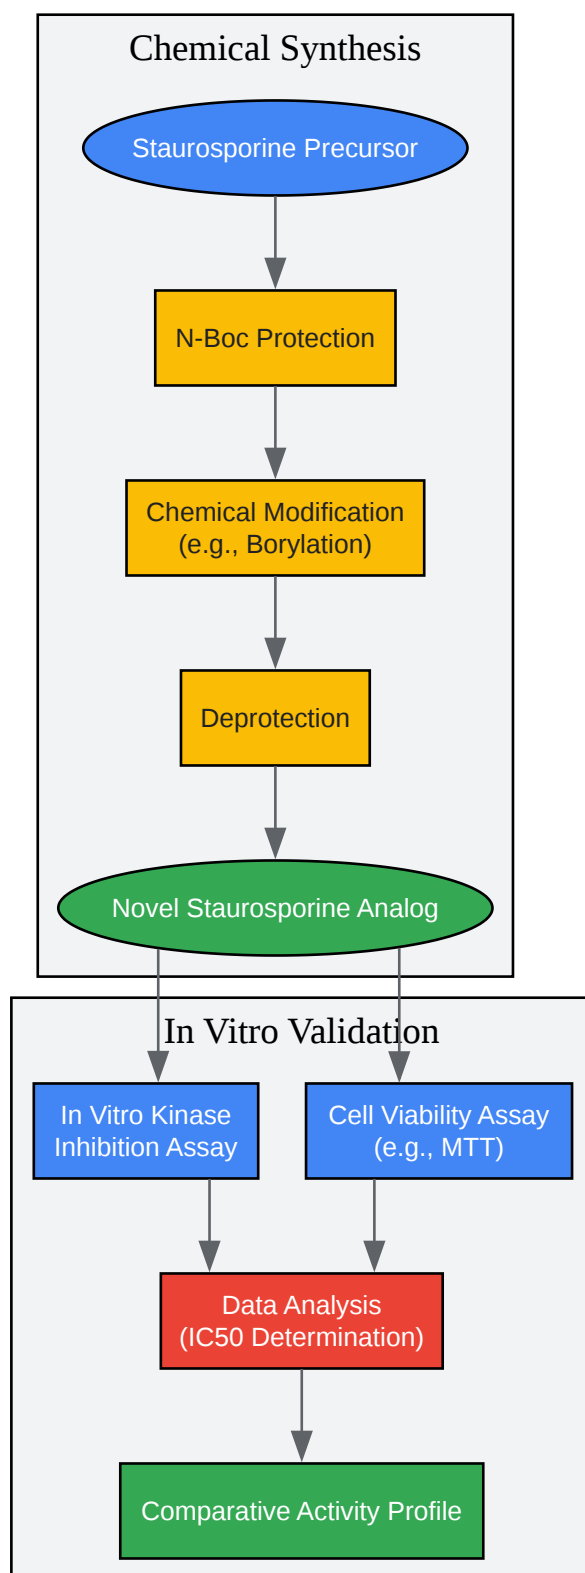 Chemical Synthesis
Staurosporine Precursor
N-Boc Protection
Chemical Modification
(e.g., Borylation)
Deprotection
Novel Staurosporine Analog
In Vitro Validation
In Vitro Kinase
Inhibition Assay
Cell Viability Assay
(e.g., MTT)
Data Analysis
(IC50 Determination)
Comparative Activity Profile